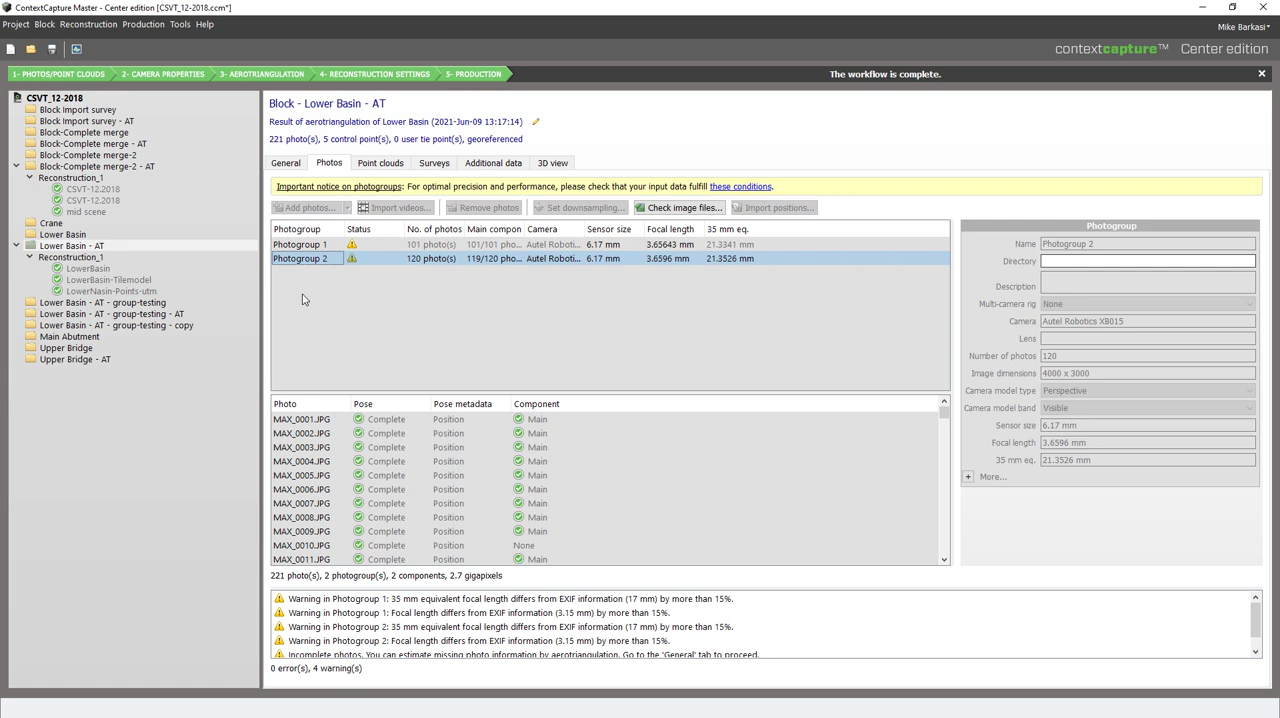 ContextCapture Master - Center edition [CSVT_12-2018.ccm*]
Project Block Reconstruction Production Tools Help
Mike Barkasi
contextcapture™ Center edition
1- PHOTOS/POINT CLOUDS 2- CAMERA PROPERTIES 3- AEROTRIANGULATION 4- RECONSTRUCTION SETTINGS 5- PRODUCTION The workflow is complete.
CSVT_12-2018
Block Import survey
Block Import survey - AT
Block-Complete merge
Block-Complete merge - AT
Block-Complete merge-2
Block-Complete merge-2 - AT
Reconstruction_1
CSVT-12.2018
CSVT-12.2018
mid scene
Crane
Lower Basin
Lower Basin - AT
Reconstruction_1
LowerBasin
LowerBasin-Tilemodel
LowerNasin-Points-utm
Lower Basin - AT - group-testing
Lower Basin - AT - group-testing - AT
Lower Basin - AT - group-testing - copy
Main Abutment
Upper Bridge
Upper Bridge - AT
Block - Lower Basin - AT
Result of aerotriangulation of Lower Basin (2021-Jun-09 13:17:14)
221 photo(s), 5 control point(s), 0 user tie point(s), georeferenced
General Photos Point clouds Surveys Additional data 3D view
Important notice on photogroups: For optimal precision and performance, please check that your input data fulfill these conditions.
Add photos... Import videos... Remove photos Set downsampling... Check image files... Import positions...
Photogroup Status No. of photos Main compon Camera Sensor size Focal length 35 mm eq.
Photogroup 1 101 photo(s) 101/101 pho... Autel Roboti... 6.17 mm 3.65643 mm 21.3341 mm
Photogroup 2 120 photo(s) 119/120 pho... Autel Roboti... 6.17 mm 3.6596 mm 21.3526 mm
Photo Pose Pose metadata Component
MAX_0001.JPG Complete Position Main
MAX_0002.JPG Complete Position Main
MAX_0003.JPG Complete Position Main
MAX_0004.JPG Complete Position Main
MAX_0005.JPG Complete Position Main
MAX_0006.JPG Complete Position Main
MAX_0007.JPG Complete Position Main
MAX_0008.JPG Complete Position Main
MAX_0009.JPG Complete Position Main
MAX_0010.JPG Complete Position None
MAX_0011.JPG Complete Position Main
221 photo(s), 2 photogroup(s), 2 components, 2.7 gigapixels
Warning in Photogroup 1: 35 mm equivalent focal length differs from EXIF information (17 mm) by more than 15%.
Warning in Photogroup 1: Focal length differs from EXIF information (3.15 mm) by more than 15%.
Warning in Photogroup 2: 35 mm equivalent focal length differs from EXIF information (17 mm) by more than 15%.
Warning in Photogroup 2: Focal length differs from EXIF information (3.15 mm) by more than 15%.
Incomplete photos. You can estimate missing photo information by aerotriangulation. Go to the 'General' tab to proceed.
0 error(s), 4 warning(s)
Photogroup
Name Photogroup 2
Directory
Description
Multi-camera rig None
Camera Autel Robotics XB015
Lens
Number of photos 120
Image dimensions 4000 x 3000
Camera model type Perspective
Camera model band Visible
Sensor size 6.17 mm
Focal length 3.6596 mm
35 mm eq. 21.3526 mm
More...